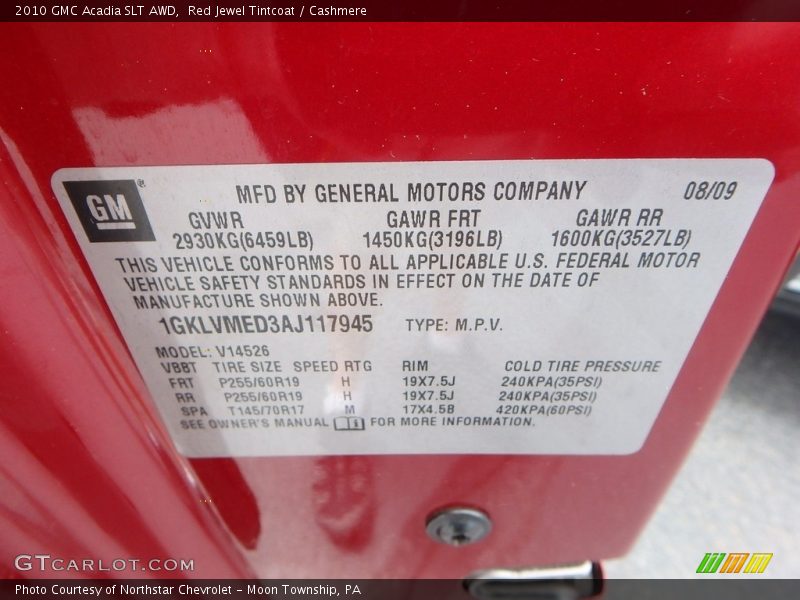 2010 GMC Acadia SLT AWD, Red Jewel Tintcoat / Cashmere
GM®
MFD BY GENERAL MOTORS COMPANY 08/09
GVWR GAWR FRT GAWR RR
2930KG(6459LB) 1450KG(3196LB) 1600KG(3527LB)
THIS VEHICLE CONFORMS TO ALL APPLICABLE U.S. FEDERAL MOTOR
VEHICLE SAFETY STANDARDS IN EFFECT ON THE DATE OF
MANUFACTURE SHOWN ABOVE.
1GKLVMED3AJ117945 TYPE: M.P.V.
MODEL: V14526
VBBT TIRE SIZE SPEED RTG RIM COLD TIRE PRESSURE
FRT P255/60R19 H 19X7.5J 240KPA(35PSI)
RR P255/60R19 H 19X7.5J 240KPA(35PSI)
SPA T145/70R17 M 17X4.5B 420KPA(60PSI)
SEE OWNER'S MANUAL FOR MORE INFORMATION.
GTCARLOT.COM
Photo Courtesy of Northstar Chevrolet - Moon Township, PA